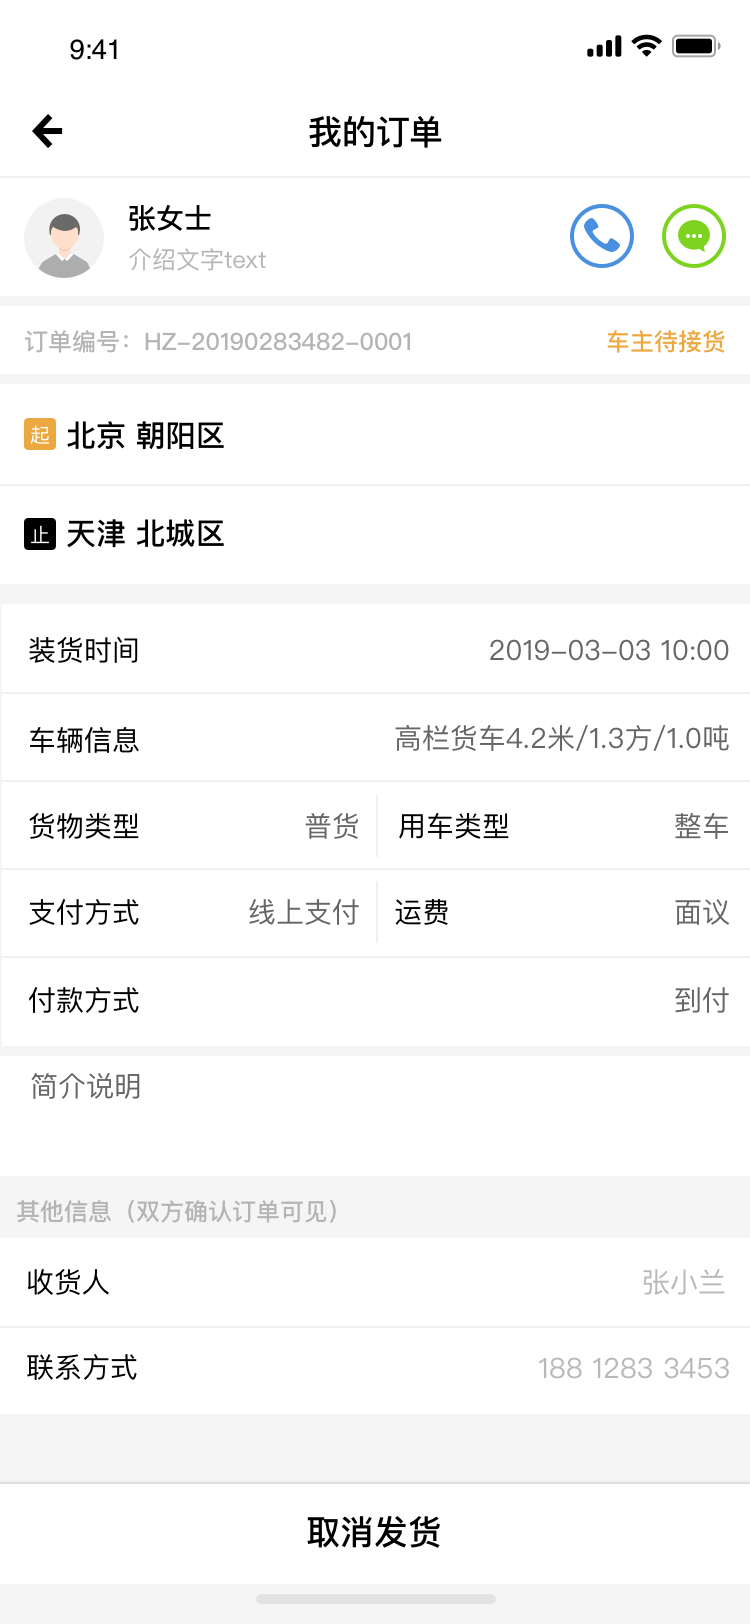 9:41
我的订单
张女士
介绍文字text
订单编号：HZ-20190283482-0001 车主待接货
起 北京 朝阳区
止 天津 北城区
装货时间 2019-03-03 10:00
车辆信息 高栏货车4.2米/1.3方/1.0吨
货物类型 普货 用车类型 整车
支付方式 线上支付 运费 面议
付款方式 到付
简介说明
其他信息（双方确认订单可见）
收货人 张小兰
联系方式 188 1283 3453
取消发货